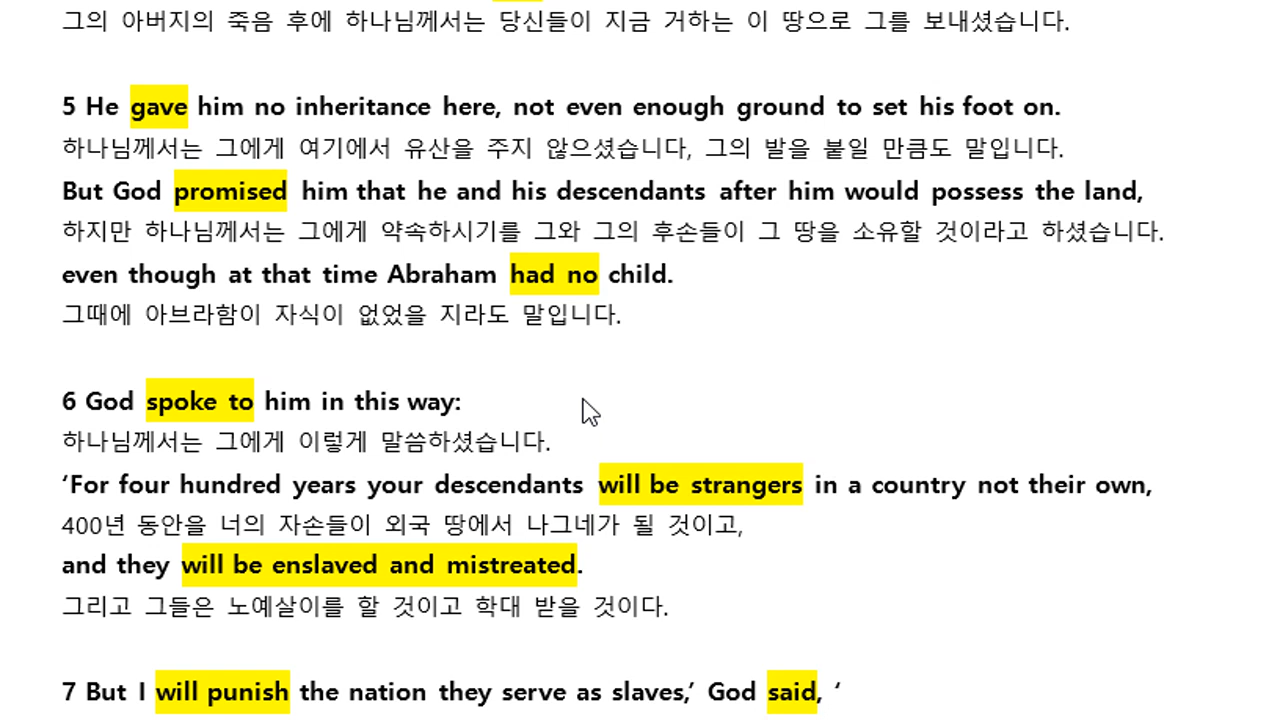 그의 아버지의 죽음 후에 하나님께서는 당신들이 지금 거하는 이 땅으로 그를 보내셨습니다.
5 He gave him no inheritance here, not even enough ground to set his foot on.
하나님께서는 그에게 여기에서 유산을 주지 않으셨습니다, 그의 발을 붙일 만큼도 말입니다.
But God promised him that he and his descendants after him would possess the land,
하지만 하나님께서는 그에게 약속하시기를 그와 그의 후손들이 그 땅을 소유할 것이라고 하셨습니다.
even though at that time Abraham had no child.
그때에 아브라함이 자식이 없었을 지라도 말입니다.
6 God spoke to him in this way:
하나님께서는 그에게 이렇게 말씀하셨습니다.
‘For four hundred years your descendants will be strangers in a country not their own,
400년 동안을 너의 자손들이 외국 땅에서 나그네가 될 것이고,
and they will be enslaved and mistreated.
그리고 그들은 노예살이를 할 것이고 학대 받을 것이다.
7 But I will punish the nation they serve as slaves,’ God said, ‘